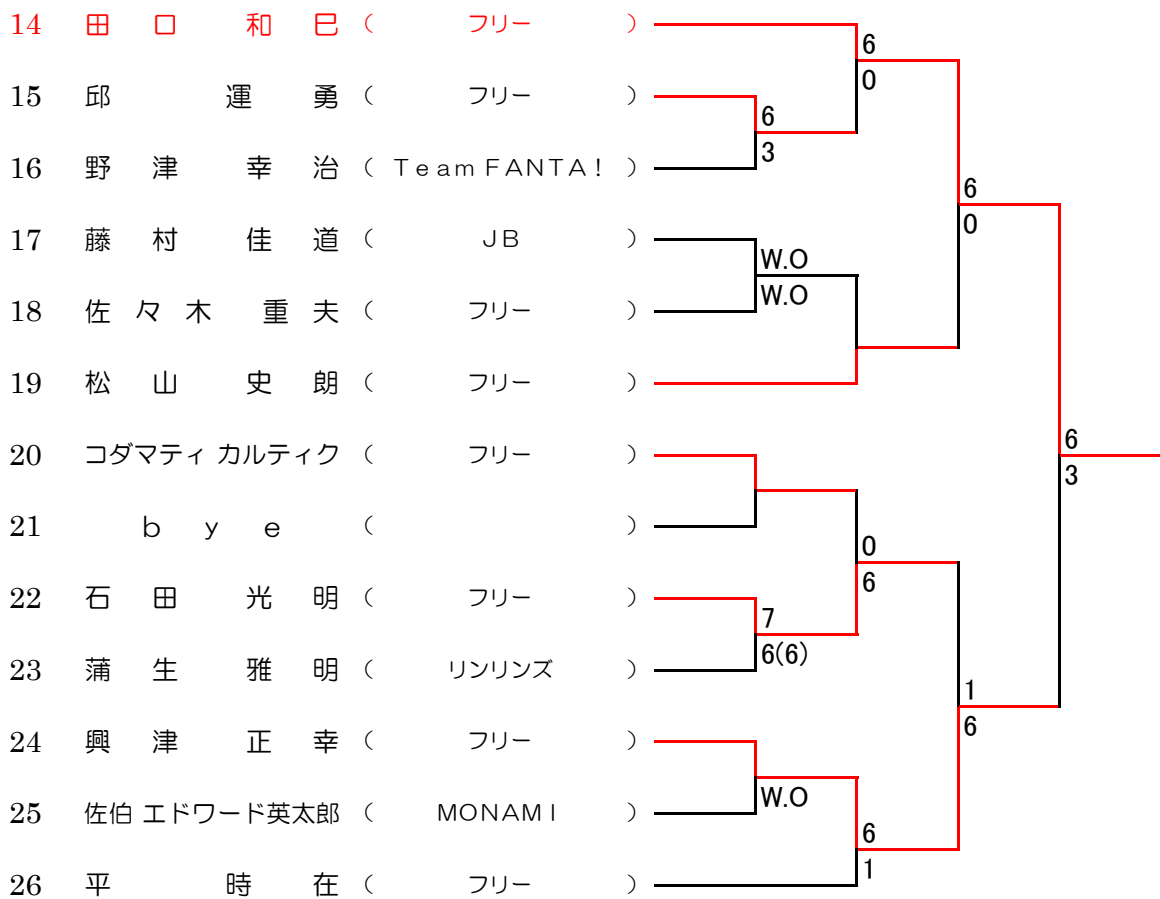 14 田口 和巳 ( フリー )
6
0
15 邱 運勇 ( フリー )
6
3
16 野津 幸治 ( Team FANTA! )
6
0
17 藤村 佳道 ( JB )
W.O
W.O
18 佐々木 重夫 ( フリー )
19 松山 史朗 ( フリー )
6
3
20 コダマティ カルティク ( フリー )
21 bye ( )
0
6
22 石田 光明 ( フリー )
7
6(6)
23 蒲生 雅明 ( リンリンズ )
1
6
24 興津 正幸 ( フリー )
W.O
25 佐伯 エドワード英太郎 ( MONAMI )
6
1
26 平 時在 ( フリー )